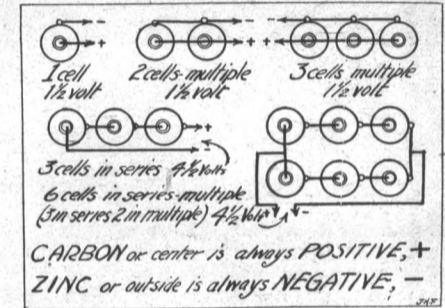 1 cell
1½ volt
2 cells-multiple
1½ volt
3 cells multiple
1½ volt
3 cells in series 4½ Volts
6 cells in series-multiple
(3 in series 2 in multiple) 4½ Volt
CARBON or center is always POSITIVE, +
ZINC or outside is always NEGATIVE, −